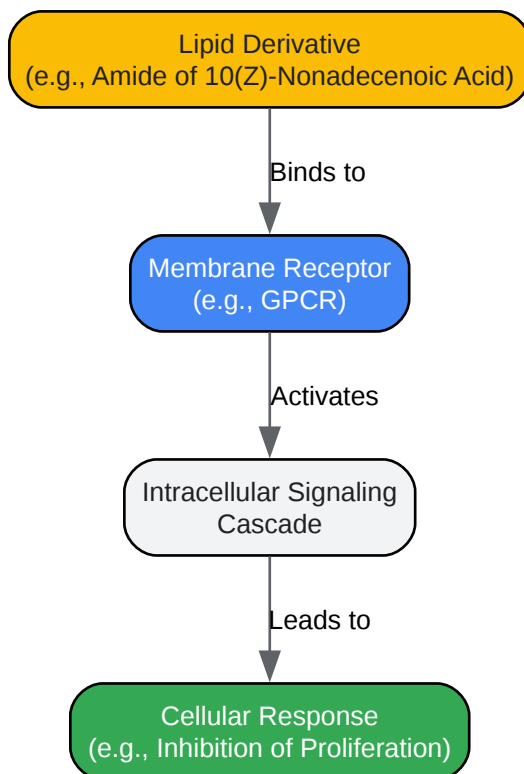 Lipid Derivative
(e.g., Amide of 10(Z)-Nonadecenoic Acid)
Binds to
Membrane Receptor
(e.g., GPCR)
Activates
Intracellular Signaling
Cascade
Leads to
Cellular Response
(e.g., Inhibition of Proliferation)